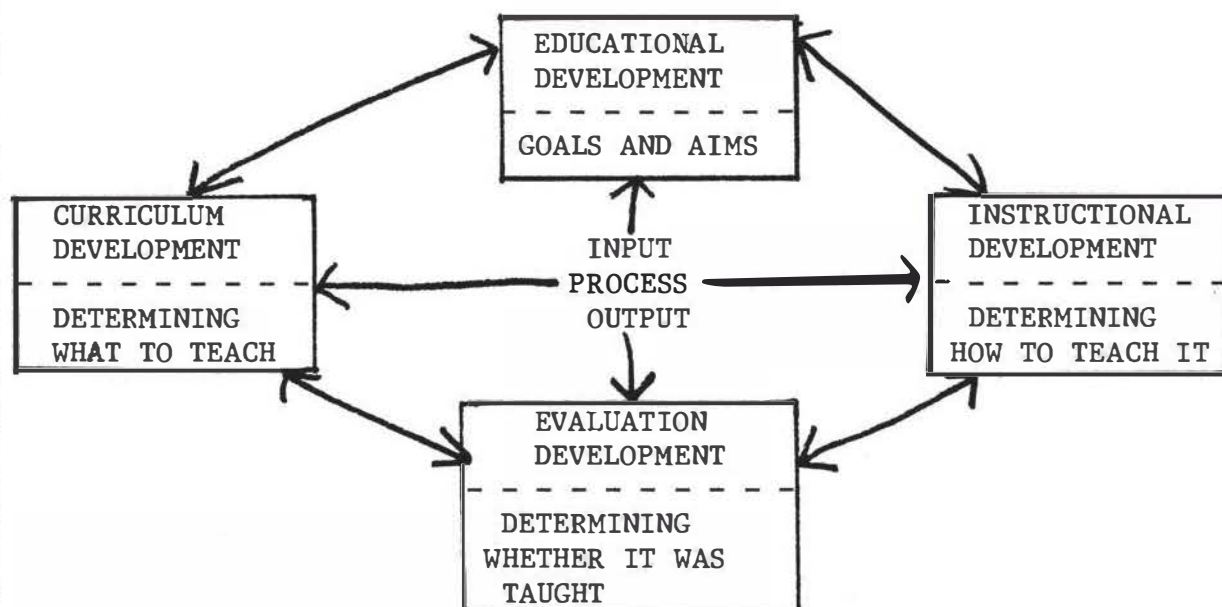 EDUCATIONAL
DEVELOPMENT
GOALS AND AIMS
CURRICULUM
DEVELOPMENT
DETERMINING
WHAT TO TEACH
INPUT
PROCESS
OUTPUT
INSTRUCTIONAL
DEVELOPMENT
DETERMINING
HOW TO TEACH IT
EVALUATION
DEVELOPMENT
DETERMINING
WHETHER IT WAS
TAUGHT